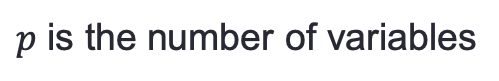 p is the number of variables